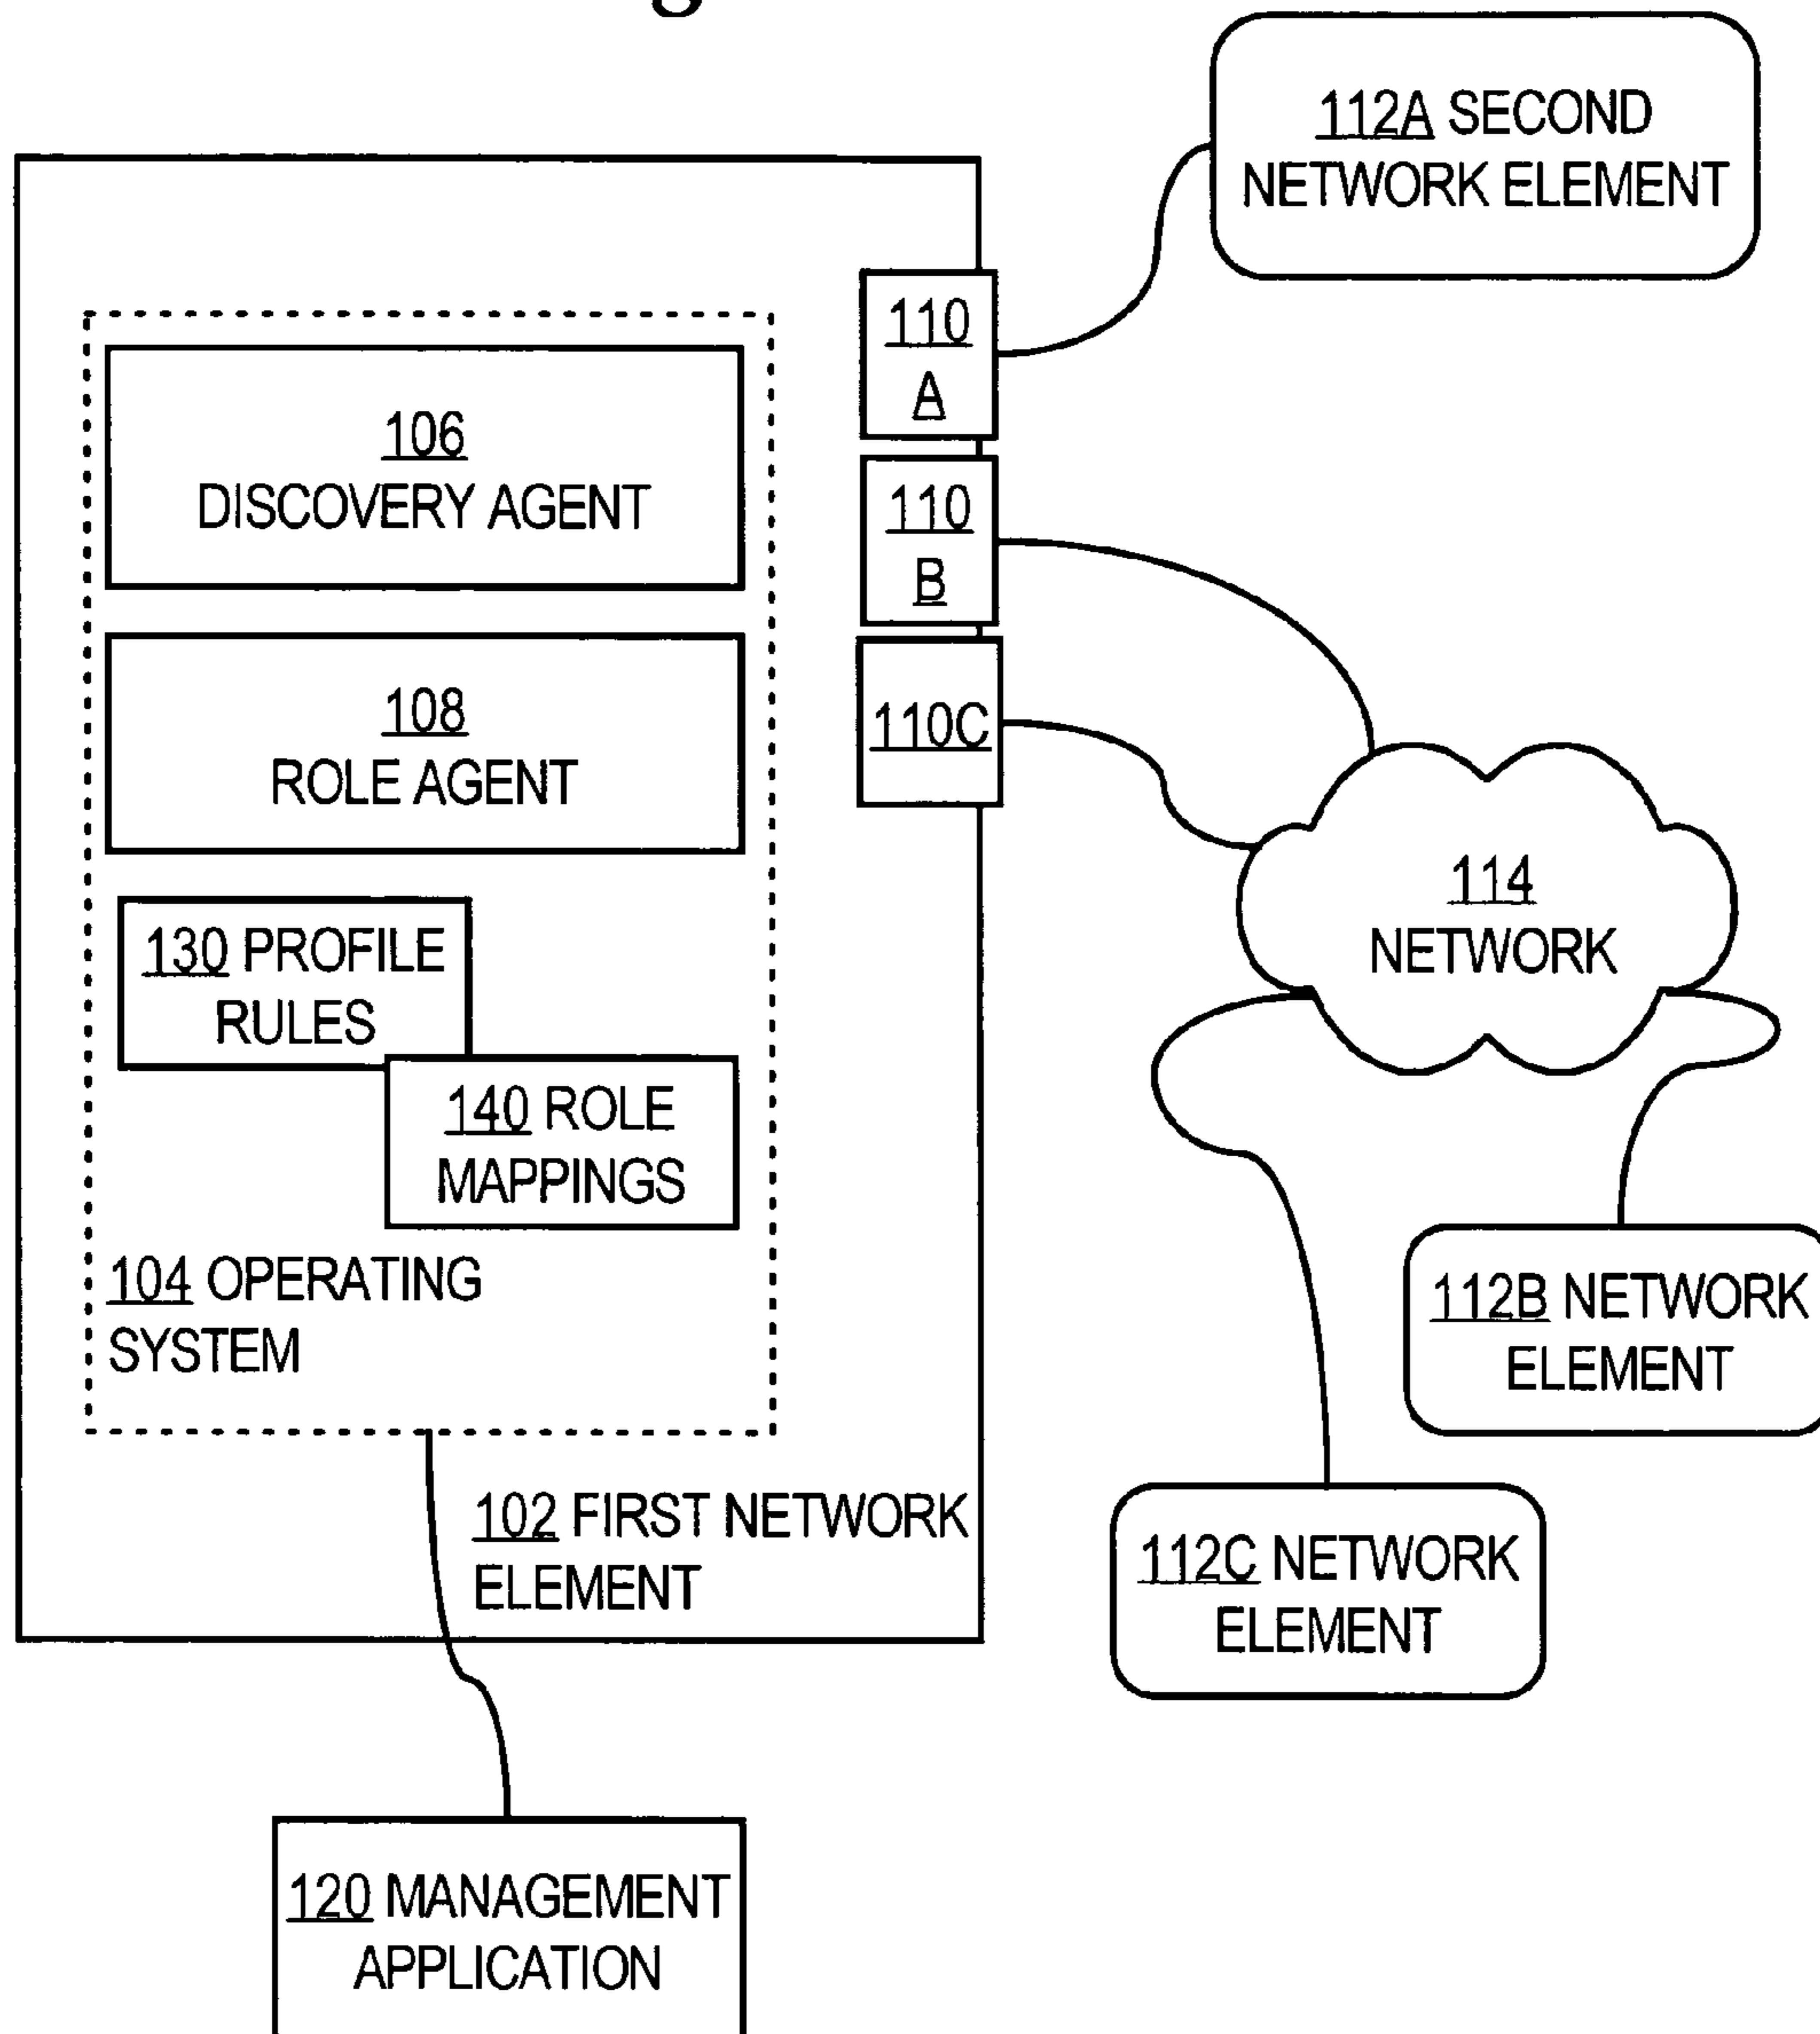 112A SECOND
NETWORK ELEMENT
110
A
106
DISCOVERY AGENT
110
B
108
ROLE AGENT
110C
114
NETWORK
130 PROFILE
RULES
140 ROLE
MAPPINGS
104 OPERATING
SYSTEM
112B NETWORK
ELEMENT
102 FIRST NETWORK
ELEMENT
112C NETWORK
ELEMENT
120 MANAGEMENT
APPLICATION